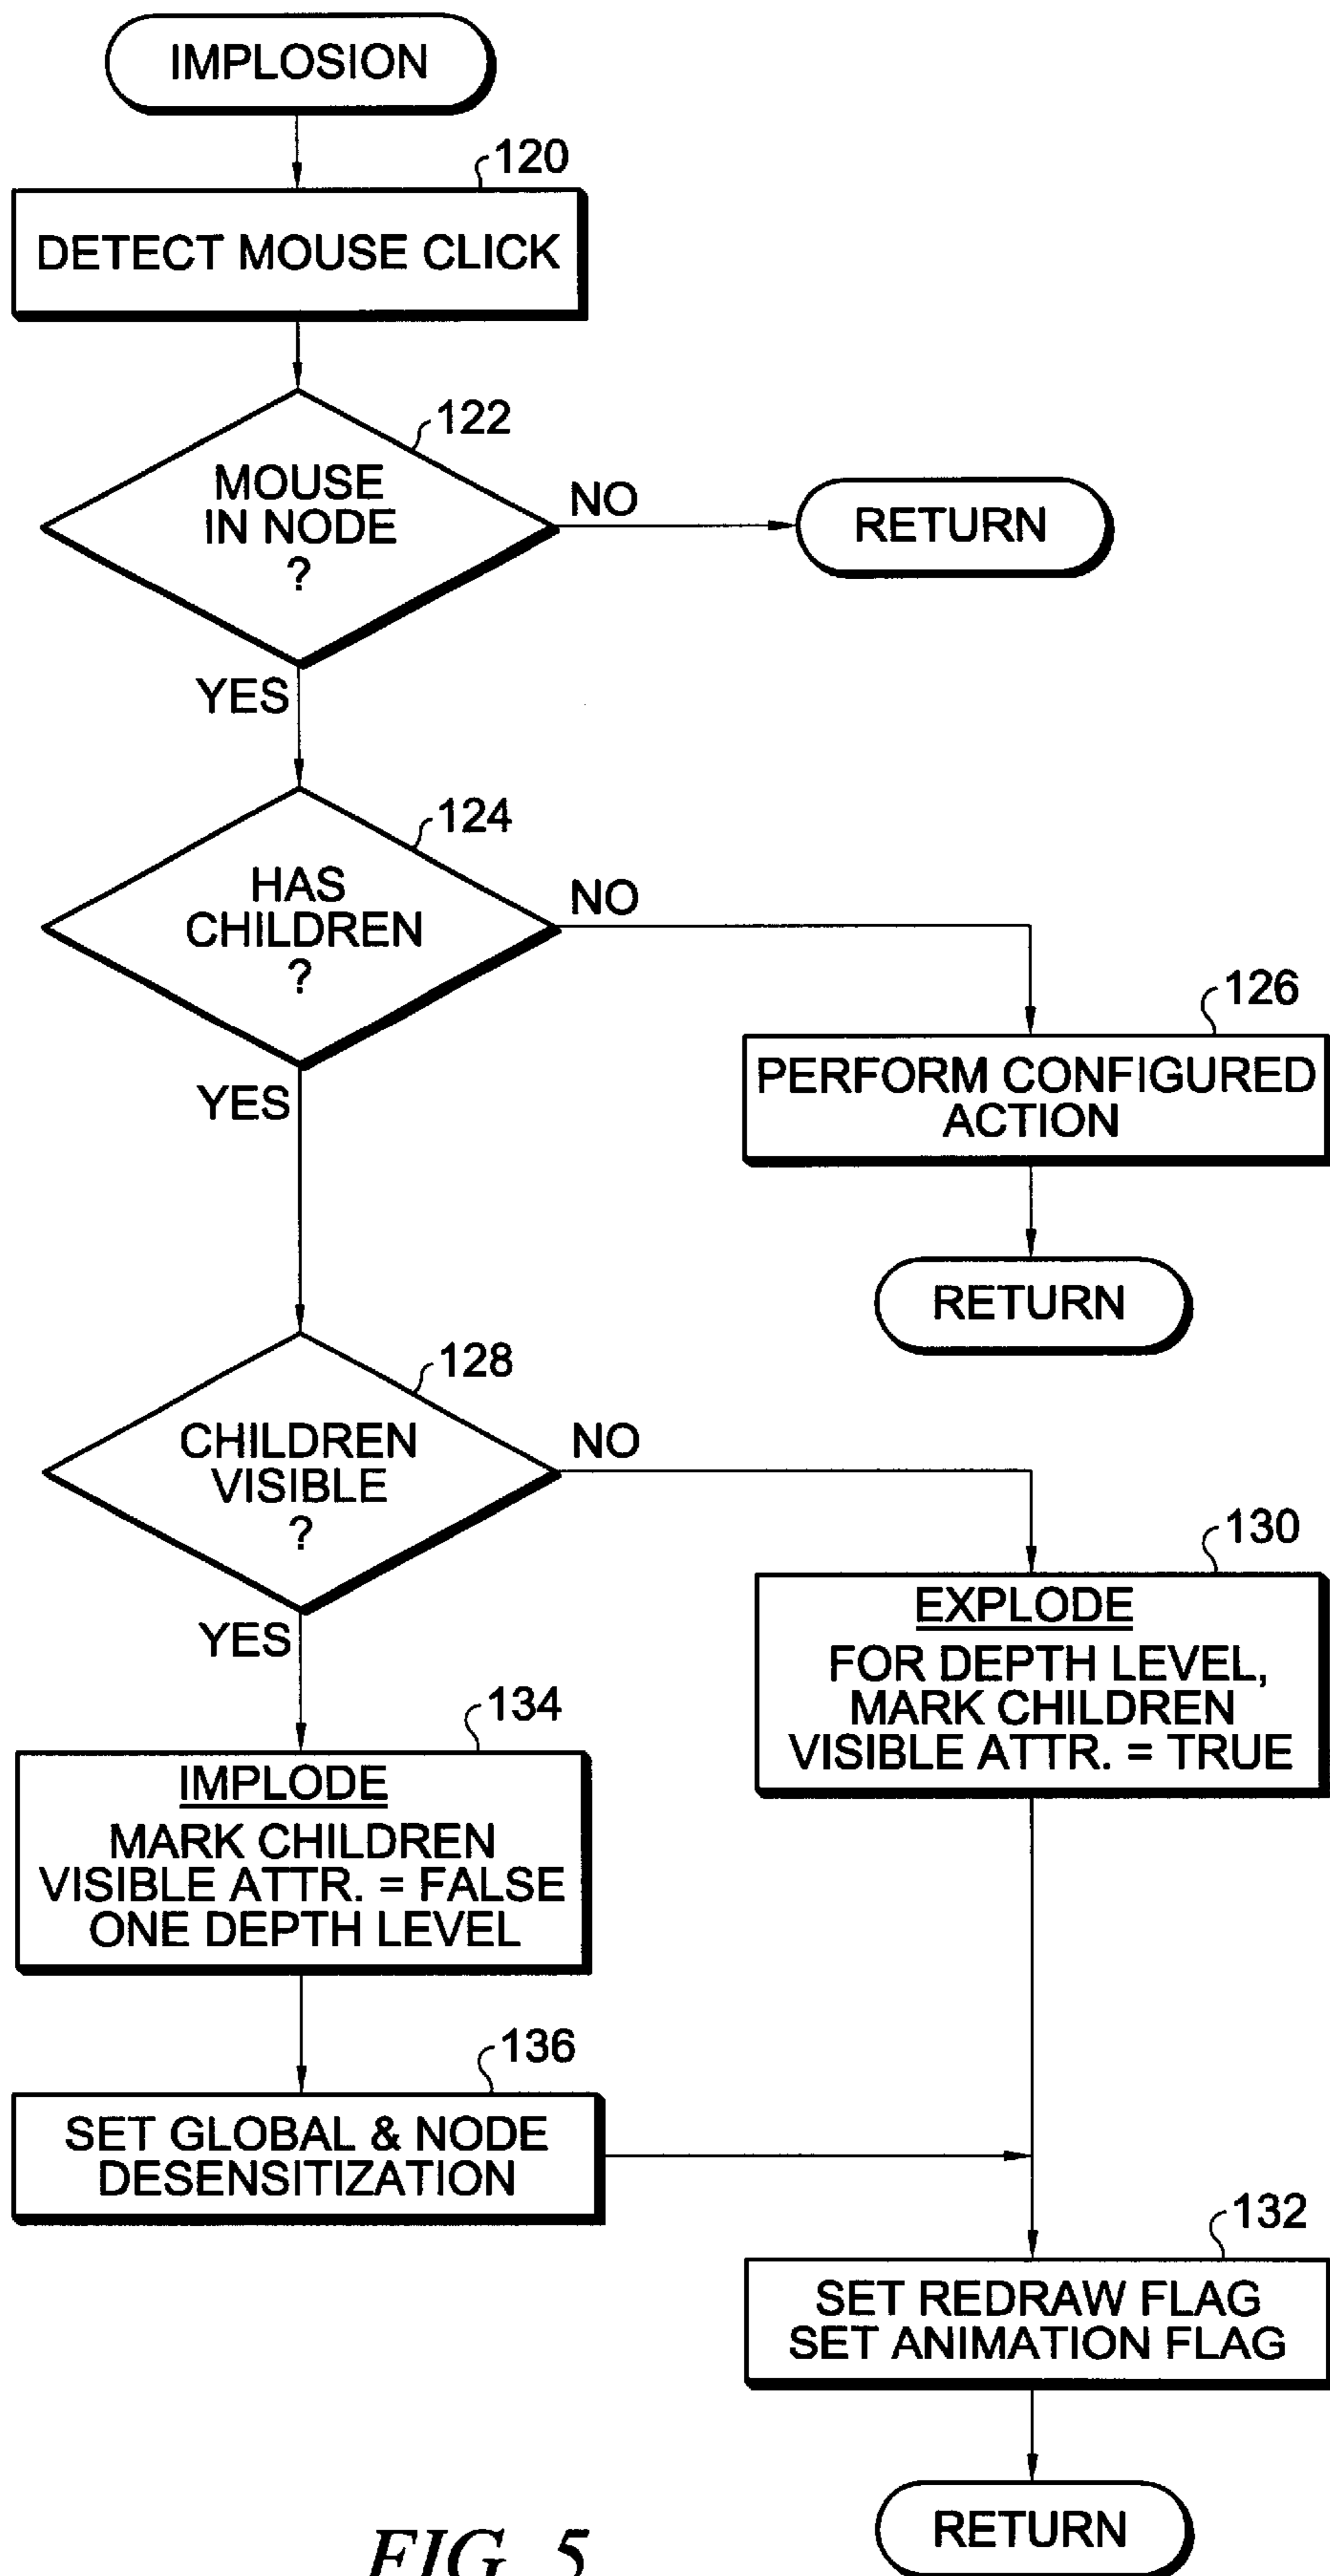 IMPLOSION
120
DETECT MOUSE CLICK
122
MOUSE
IN NODE
?
NO
RETURN
YES
124
HAS
CHILDREN
?
NO
126
PERFORM CONFIGURED
ACTION
YES
RETURN
128
CHILDREN
VISIBLE
?
NO
130
EXPLODE
FOR DEPTH LEVEL,
MARK CHILDREN
VISIBLE ATTR. = TRUE
YES
134
IMPLODE
MARK CHILDREN
VISIBLE ATTR. = FALSE
ONE DEPTH LEVEL
136
SET GLOBAL & NODE
DESENSITIZATION
132
SET REDRAW FLAG
SET ANIMATION FLAG
RETURN
FIG. 5